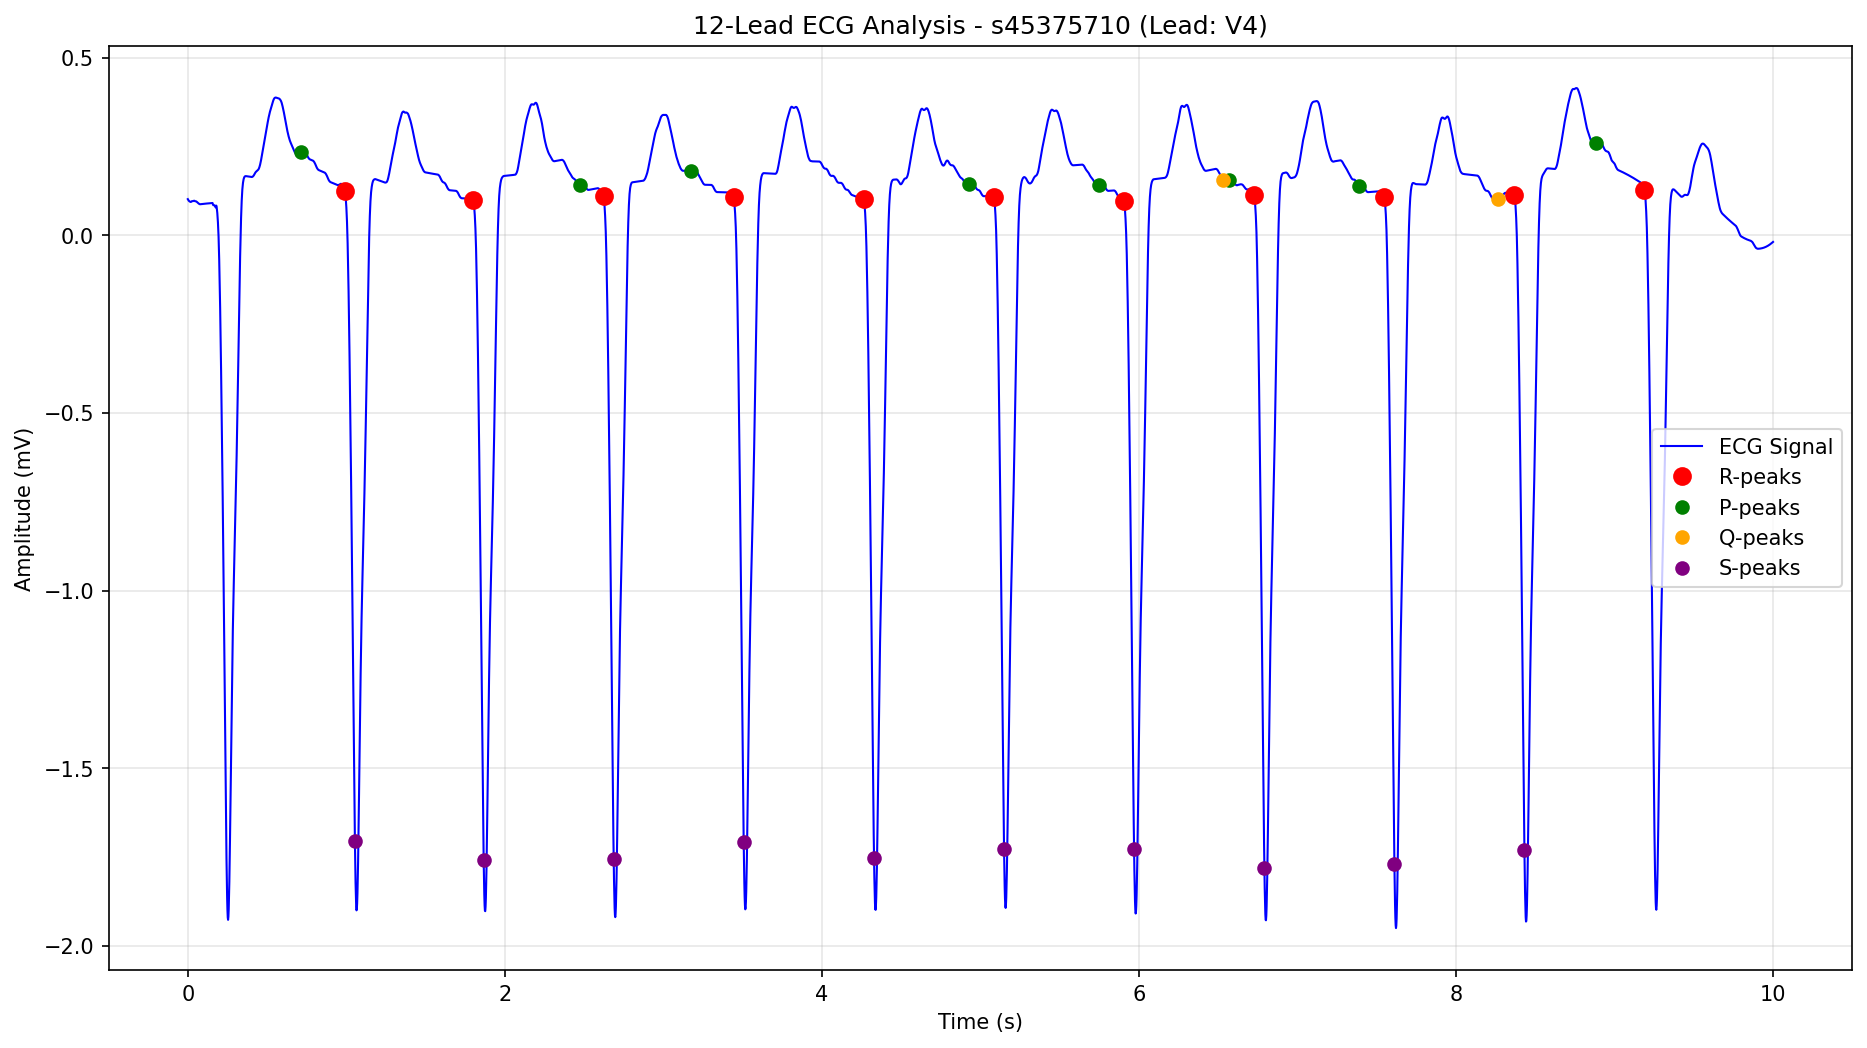 12-Lead ECG Analysis - s45375710 (Lead: V4)
0.5
0.0
−0.5
−1.0
−1.5
−2.0
Amplitude (mV)
ECG Signal
R-peaks
P-peaks
Q-peaks
S-peaks
0 2 4 6 8 10
Time (s)